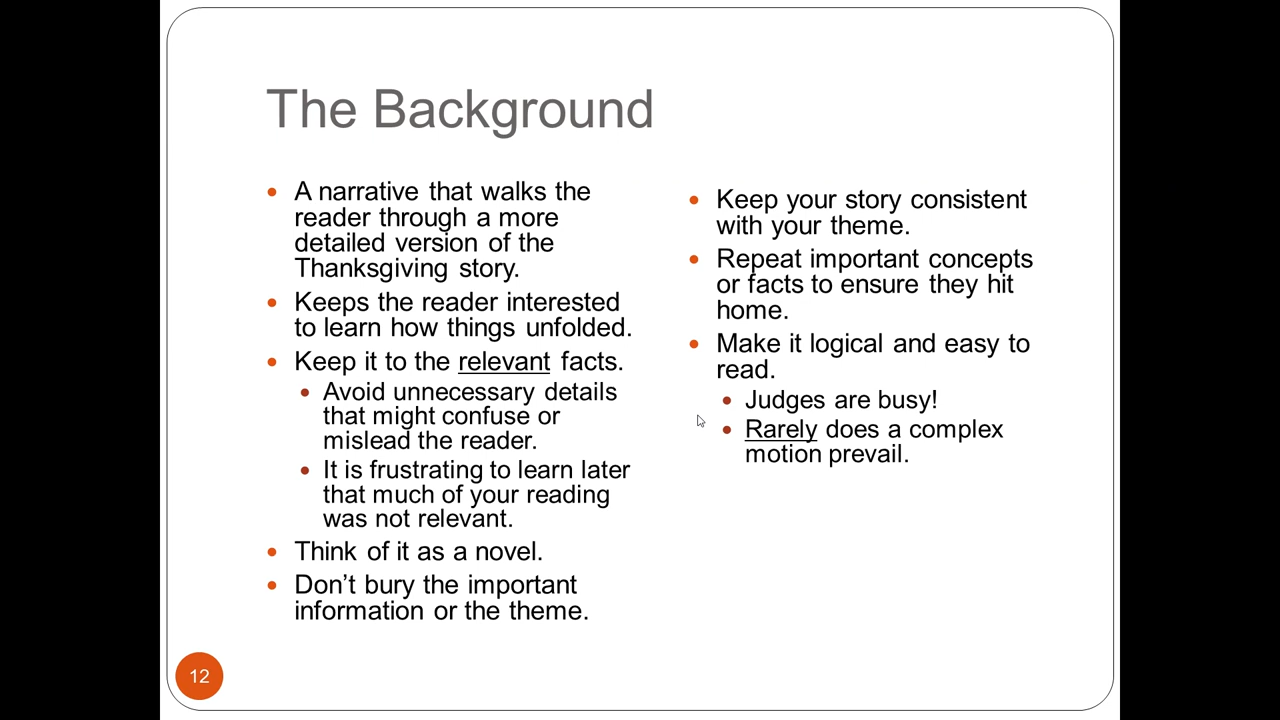 The Background
A narrative that walks the
reader through a more
detailed version of the
Thanksgiving story.
Keeps the reader interested
to learn how things unfolded.
Keep it to the relevant facts.
Avoid unnecessary details
that might confuse or
mislead the reader.
It is frustrating to learn later
that much of your reading
was not relevant.
Think of it as a novel.
Don’t bury the important
information or the theme.
Keep your story consistent
with your theme.
Repeat important concepts
or facts to ensure they hit
home.
Make it logical and easy to
read.
Judges are busy!
Rarely does a complex
motion prevail.
12